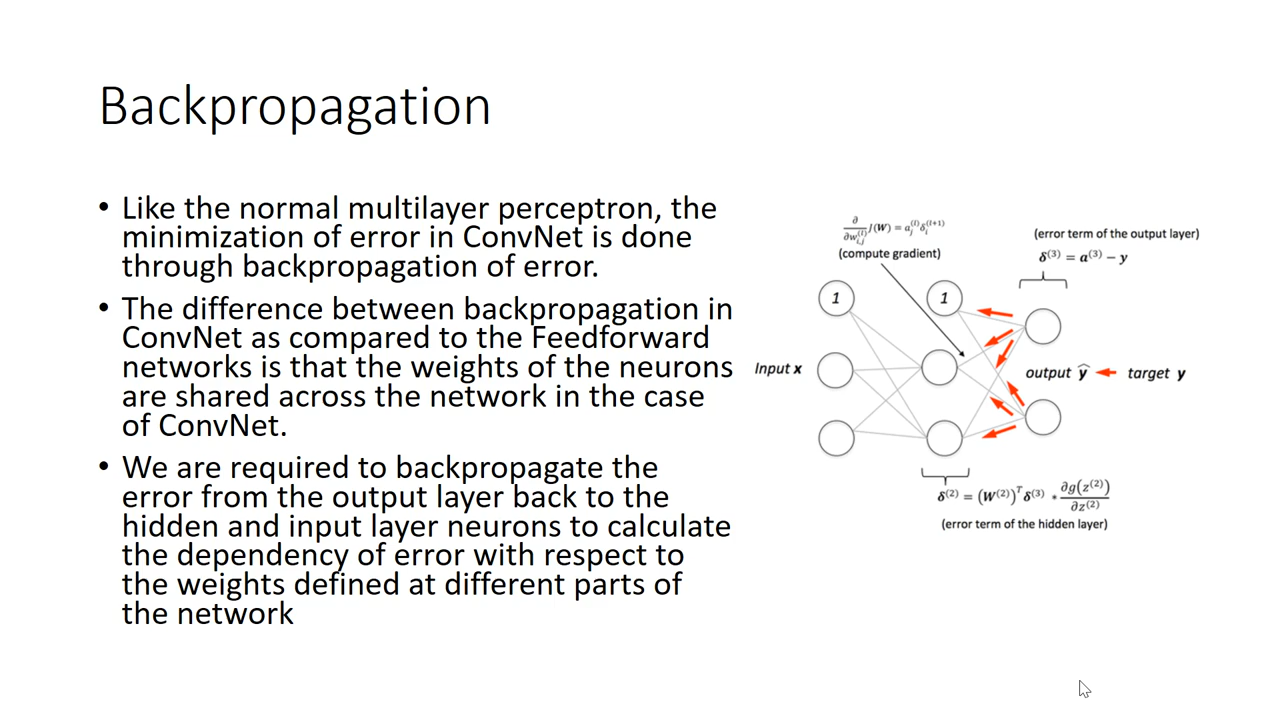 Backpropagation
• Like the normal multilayer perceptron, the
minimization of error in ConvNet is done
through backpropagation of error.
• The difference between backpropagation in
ConvNet as compared to the Feedforward
networks is that the weights of the neurons
are shared across the network in the case
of ConvNet.
• We are required to backpropagate the
error from the output layer back to the
hidden and input layer neurons to calculate
the dependency of error with respect to
the weights defined at different parts of
the network
∂/∂w_{i,j}^{(l)} J(W) = a_j^{(l)} δ_i^{(l+1)}
(compute gradient)
(error term of the output layer)
δ^{(3)} = a^{(3)} − y
1 1
Input x
output ŷ target y
δ^{(2)} = (W^{(2)})^T δ^{(3)} * ∂g(z^{(2)})/∂z^{(2)}
(error term of the hidden layer)